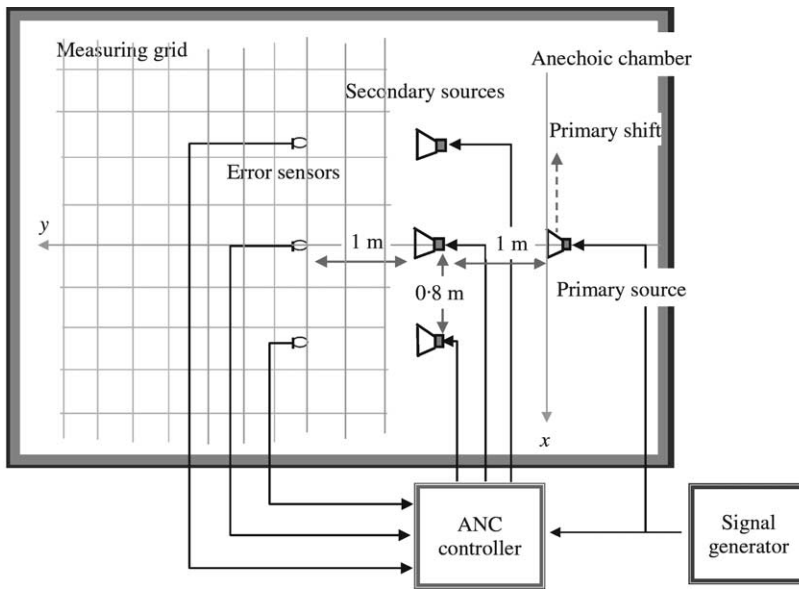 Measuring grid
Anechoic chamber
Secondary sources
Primary shift
Error sensors
y
1 m
1 m
0·8 m
Primary source
x
ANC
controller
Signal
generator